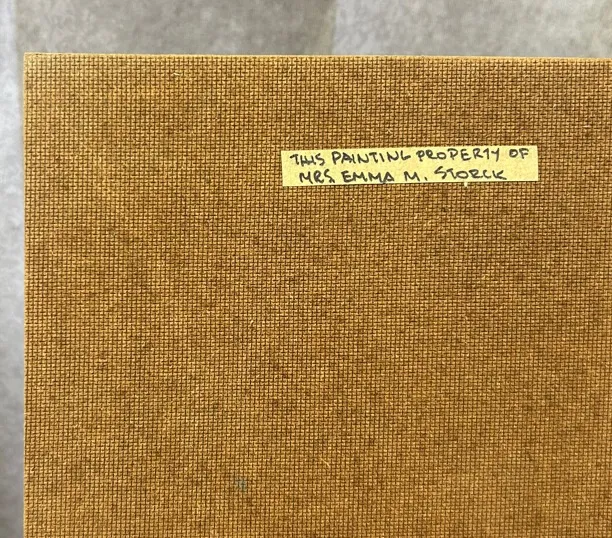 THIS PAINTING PROPERTY OF
MRS. EMMA M. STORCK